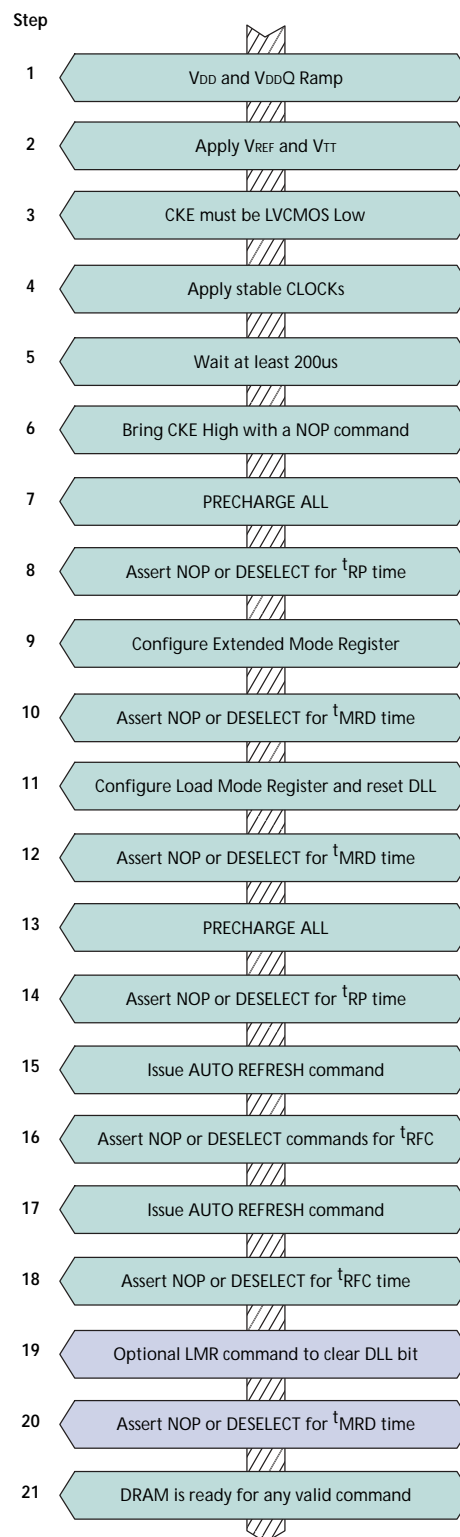 Step
1 VDD and VDDQ Ramp
2 Apply VREF and VTT
3 CKE must be LVCMOS Low
4 Apply stable CLOCKs
5 Wait at least 200us
6 Bring CKE High with a NOP command
7 PRECHARGE ALL
8 Assert NOP or DESELECT for tRP time
9 Configure Extended Mode Register
10 Assert NOP or DESELECT for tMRD time
11 Configure Load Mode Register and reset DLL
12 Assert NOP or DESELECT for tMRD time
13 PRECHARGE ALL
14 Assert NOP or DESELECT for tRP time
15 Issue AUTO REFRESH command
16 Assert NOP or DESELECT commands for tRFC
17 Issue AUTO REFRESH command
18 Assert NOP or DESELECT for tRFC time
19 Optional LMR command to clear DLL bit
20 Assert NOP or DESELECT for tMRD time
21 DRAM is ready for any valid command